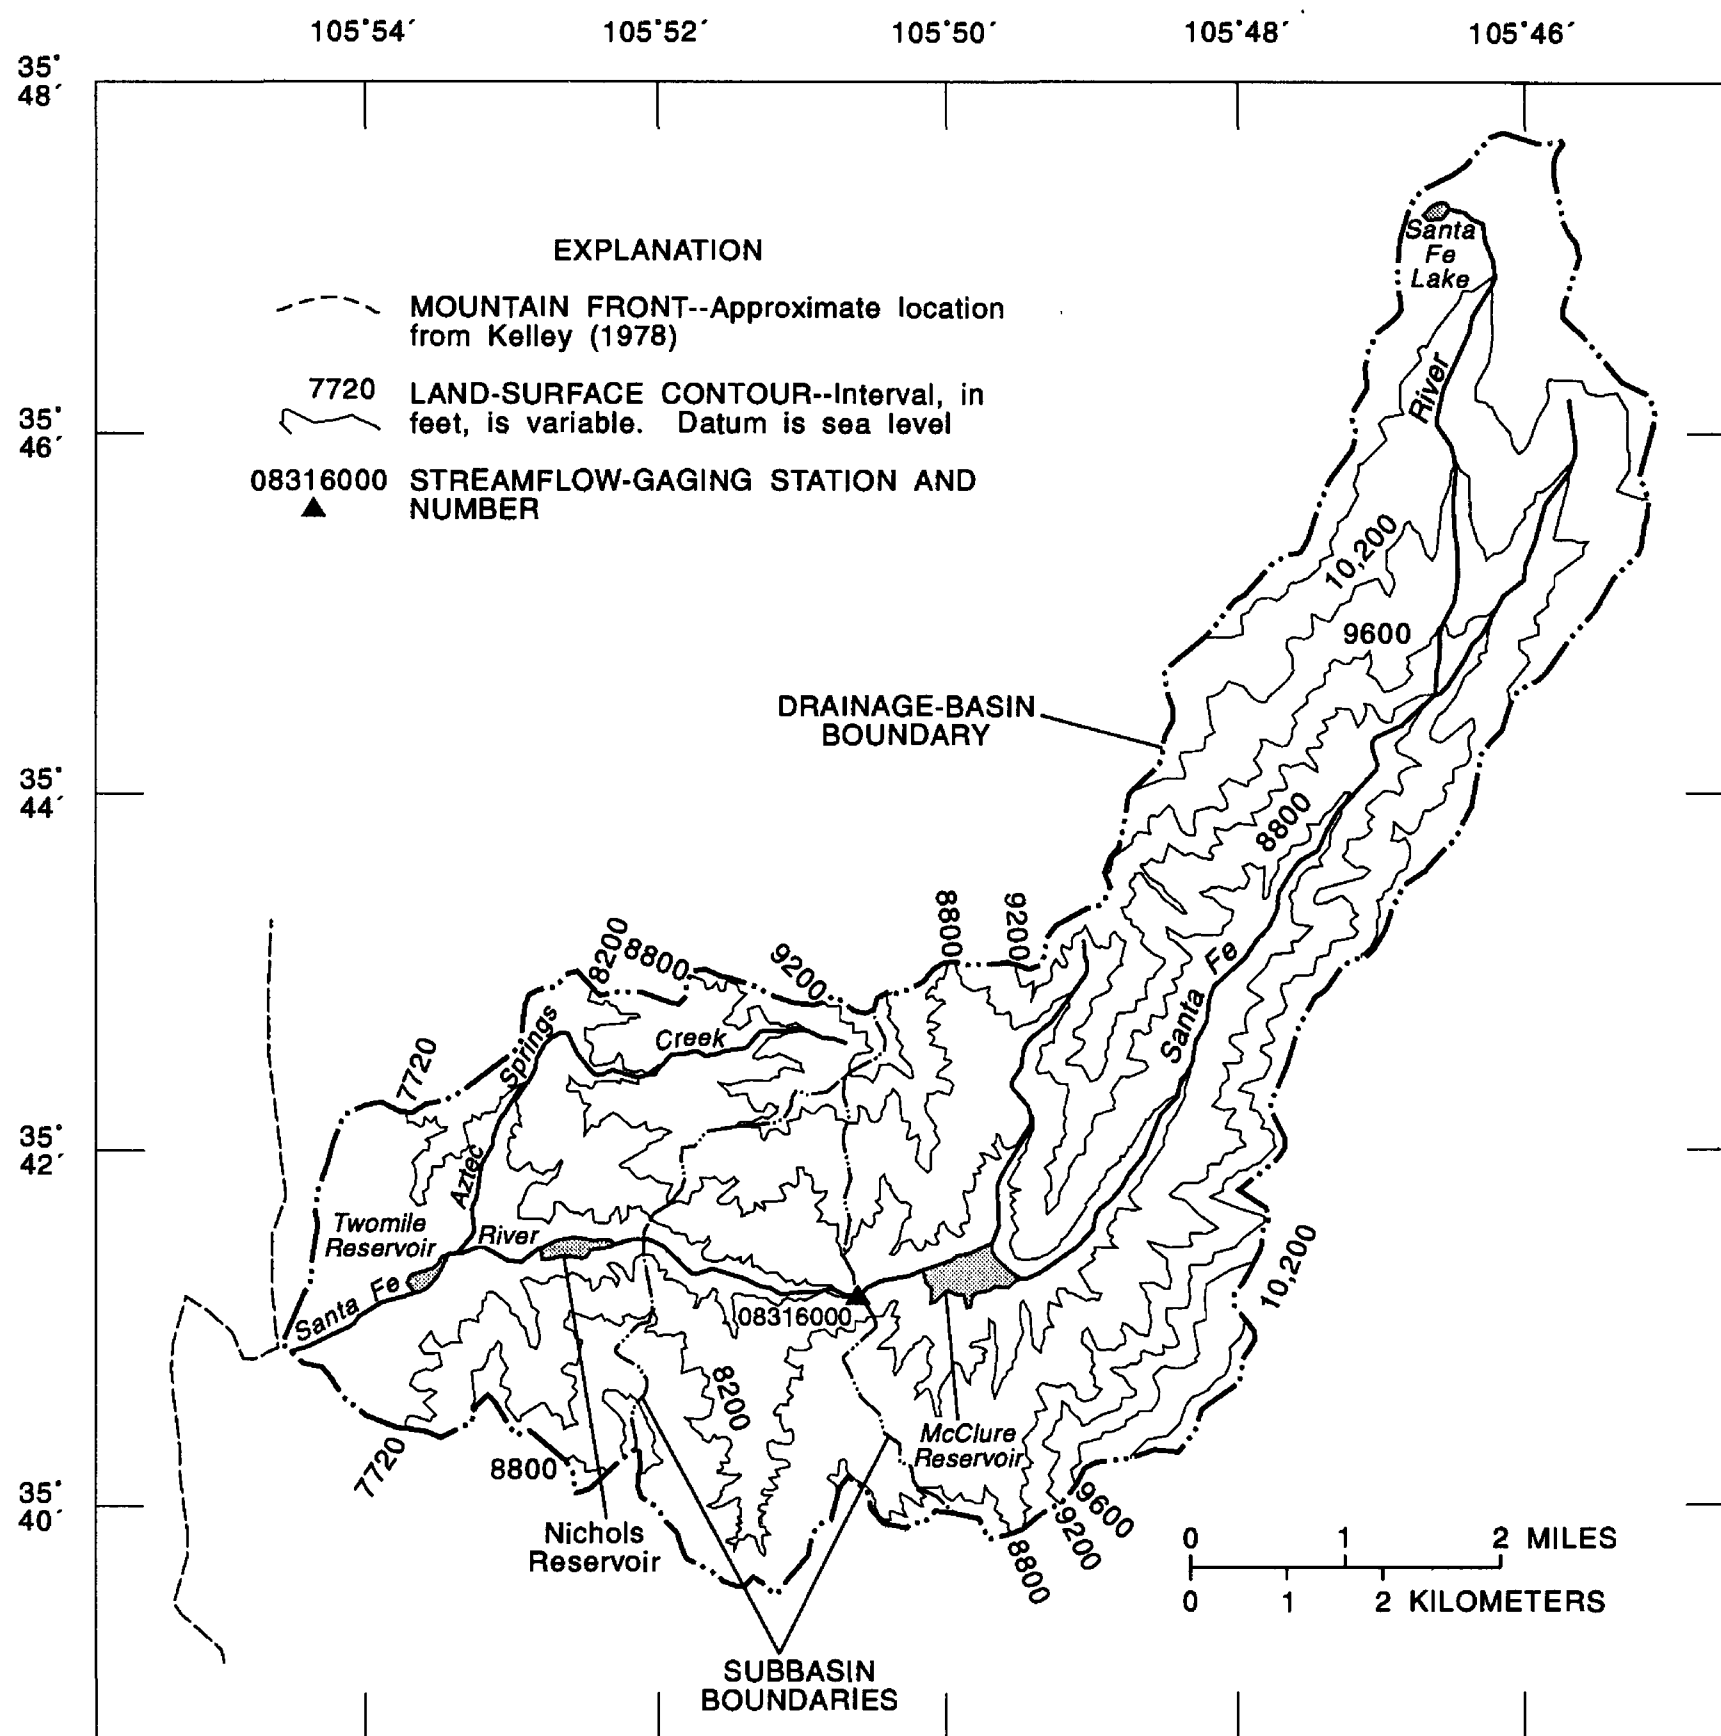 105°54′ 105°52′ 105°50′ 105°48′ 105°46′
35°
48′
EXPLANATION
MOUNTAIN FRONT--Approximate location
from Kelley (1978)
7720 LAND-SURFACE CONTOUR--Interval, in
feet, is variable. Datum is sea level
08316000 STREAMFLOW-GAGING STATION AND
NUMBER
Santa
Fe
Lake
River
35°
46′
10,200
9600
DRAINAGE-BASIN
BOUNDARY
35°
44′
8800
8200
8800
9200
8800
9200
Santa Fe
7720
Aztec Springs Creek
35°
42′
Twomile
Reservoir
River
Santa Fe
08316000
10,200
8200
McClure
Reservoir
7720
8800
35°
40′
Nichols
Reservoir
9600
9200
8800
0 1 2 MILES
0 1 2 KILOMETERS
SUBBASIN
BOUNDARIES